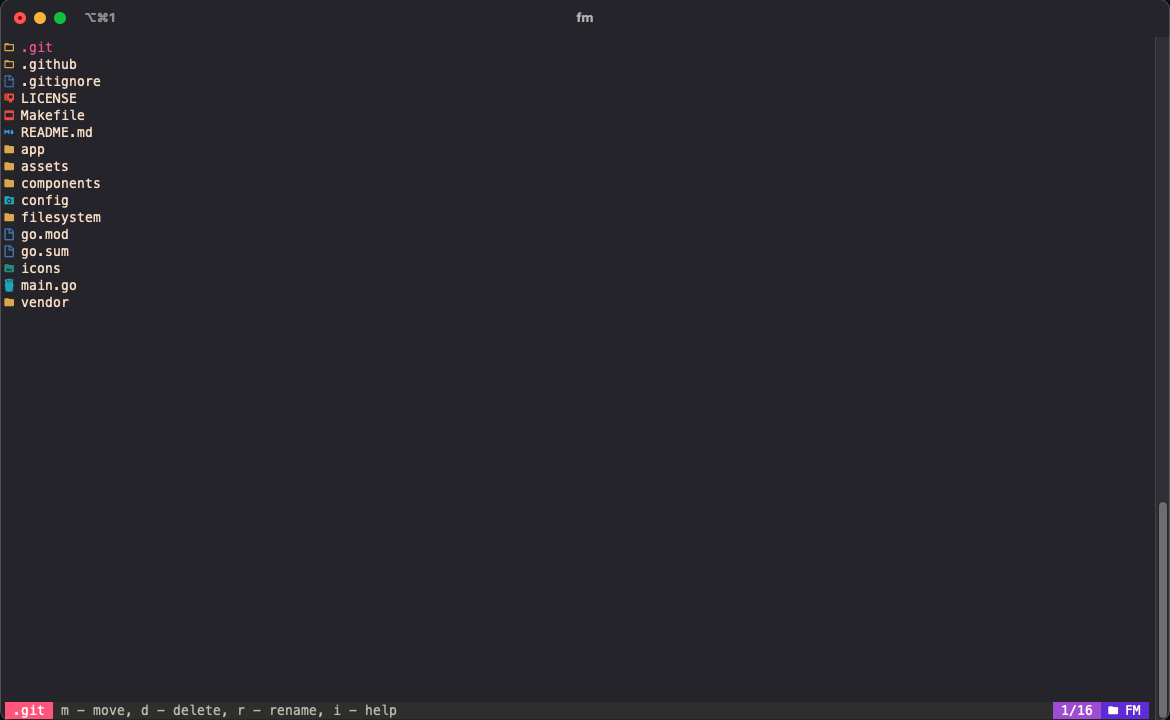 ⌥⌘1 fm
.git
.github
.gitignore
LICENSE
Makefile
README.md
app
assets
components
config
filesystem
go.mod
go.sum
icons
main.go
vendor
.git m - move, d - delete, r - rename, i - help 1/16 FM